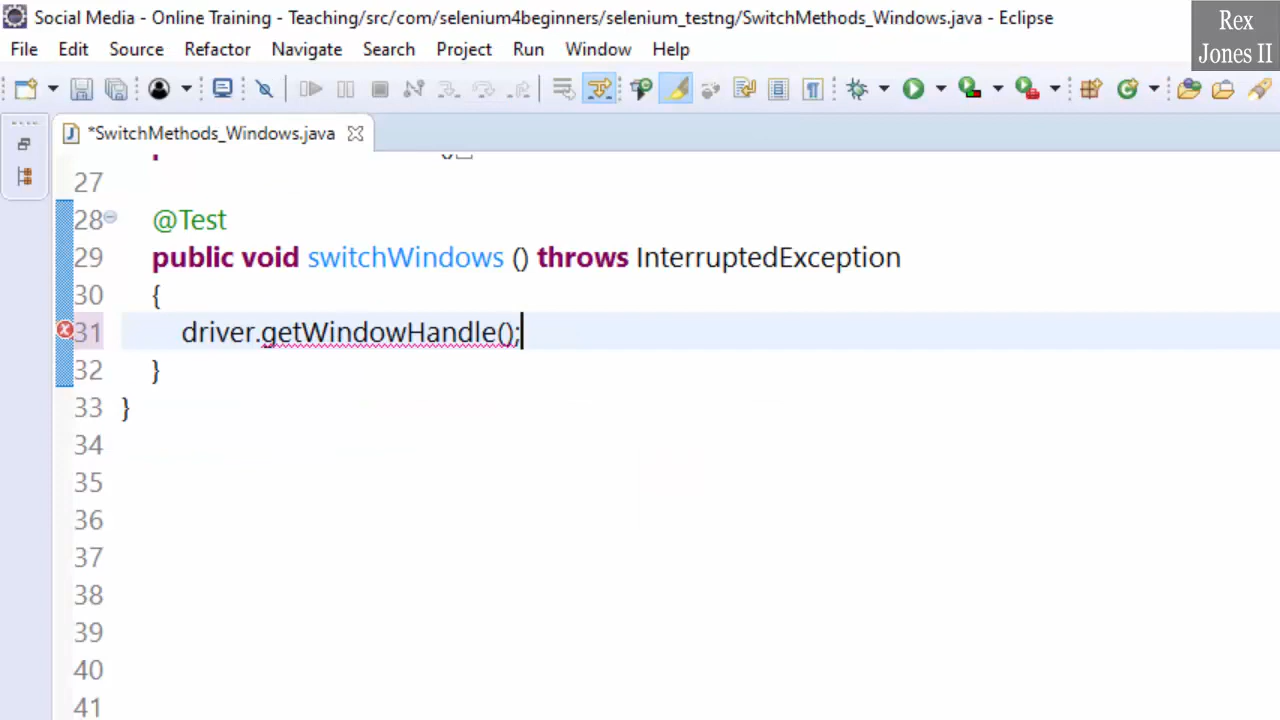 Social Media - Online Training - Teaching/src/com/selenium4beginners/selenium_testng/SwitchMethods_Windows.java - Eclipse
Rex
Jones II
File Edit Source Refactor Navigate Search Project Run Window Help
*SwitchMethods_Windows.java
27
28 @Test
29 public void switchWindows () throws InterruptedException
30 {
31 driver.getWindowHandle();
32 }
33 }
34
35
36
37
38
39
40
41